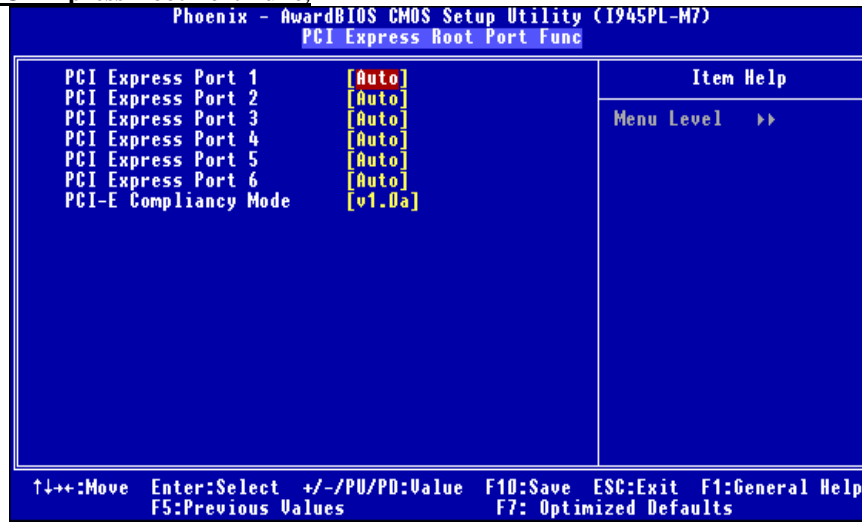 Phoenix - AwardBIOS CMOS Setup Utility (I945PL-M7)
PCI Express Root Port Func
PCI Express Port 1 [Auto]
PCI Express Port 2 [Auto]
PCI Express Port 3 [Auto]
PCI Express Port 4 [Auto]
PCI Express Port 5 [Auto]
PCI Express Port 6 [Auto]
PCI-E Compliancy Mode [v1.0a]
Item Help
Menu Level ▸▸
↑↓→←:Move Enter:Select +/-/PU/PD:Value F10:Save ESC:Exit F1:General Help
F5:Previous Values F7: Optimized Defaults